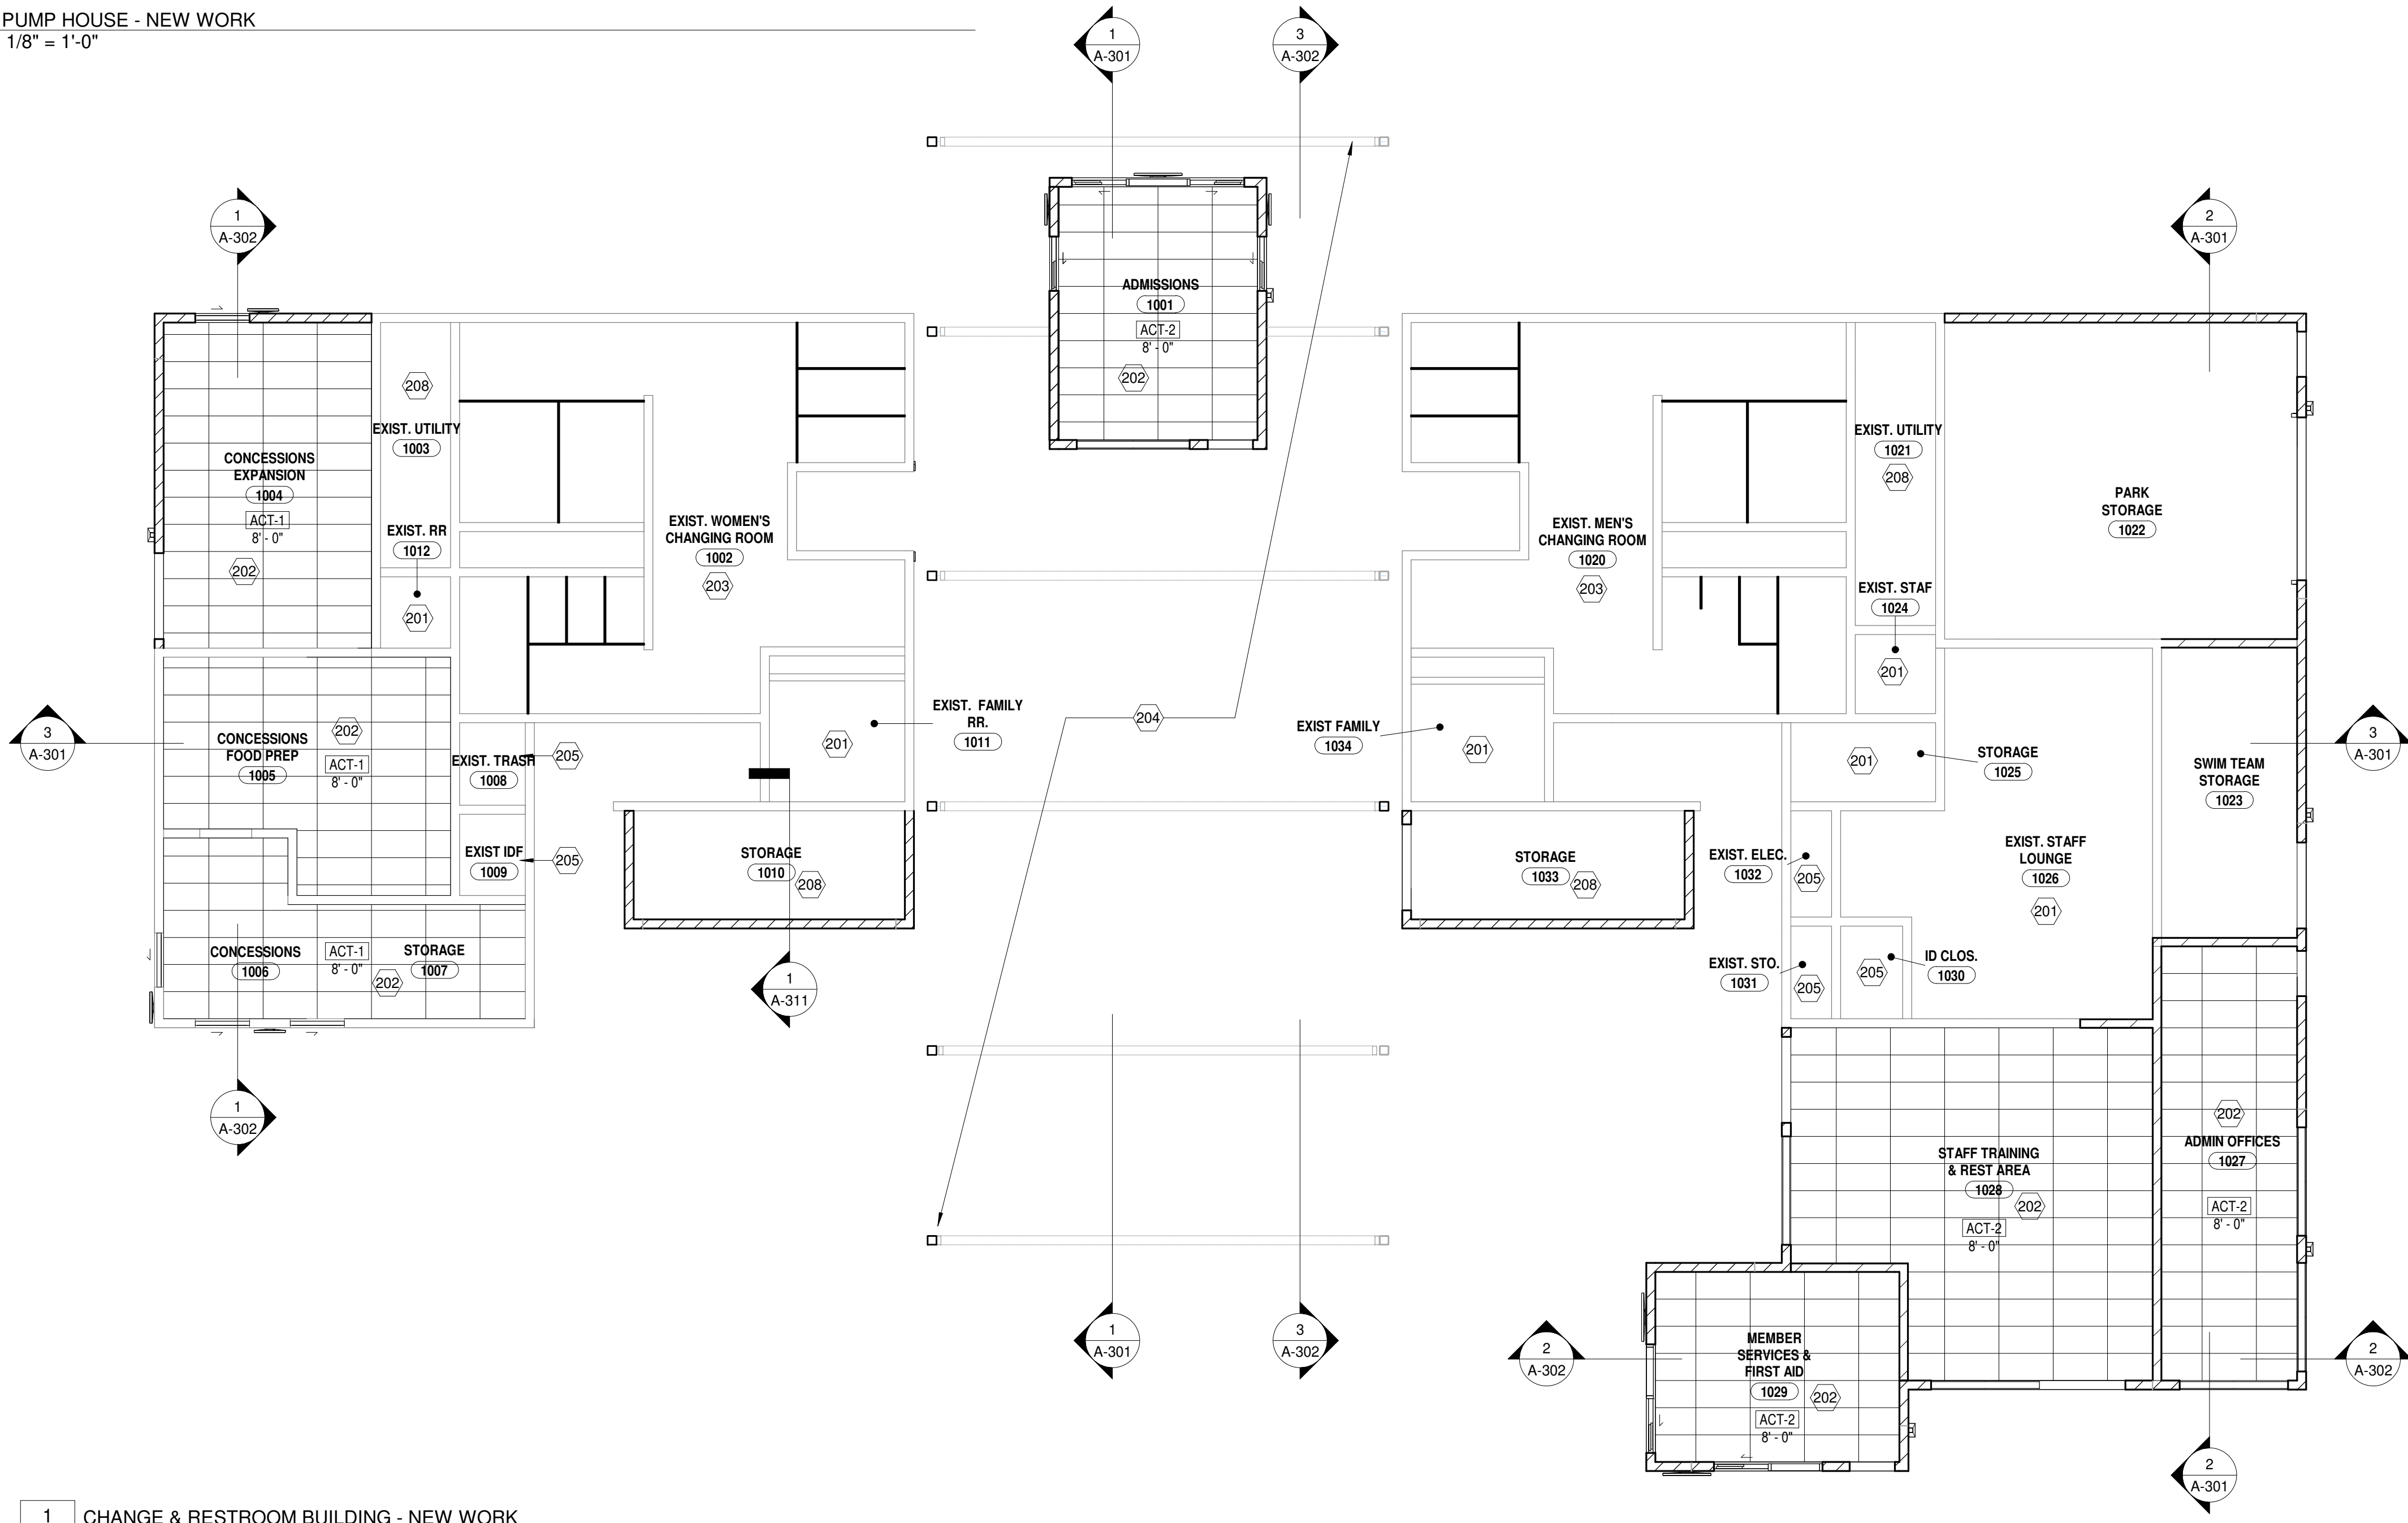 PUMP HOUSE - NEW WORK
1/8" = 1'-0"
1
A-301
3
A-302
1
A-302
2
A-301
ADMISSIONS
1001
ACT-2
8' - 0"
202
208
EXIST. UTILITY
1003
CONCESSIONS
EXPANSION
1004
ACT-1
8' - 0"
202
EXIST. RR
1012
201
EXIST. WOMEN'S
CHANGING ROOM
1002
203
EXIST. MEN'S
CHANGING ROOM
1020
203
EXIST. UTILITY
1021
208
PARK
STORAGE
1022
EXIST. STAF
1024
201
3
A-301
CONCESSIONS
FOOD PREP
1005
202
ACT-1
8' - 0"
EXIST. TRASH
1008
205
201
EXIST. FAMILY
RR.
1011
204
EXIST FAMILY
1034
201
201
STORAGE
1025
SWIM TEAM
STORAGE
1023
3
A-301
EXIST IDF
1009
205
STORAGE
1010
208
STORAGE
1033
208
EXIST. ELEC.
1032
205
EXIST. STAFF
LOUNGE
1026
201
CONCESSIONS
1006
ACT-1
8' - 0"
STORAGE
1007
202
1
A-311
EXIST. STO.
1031
205
205
ID CLOS.
1030
1
A-302
202
ADMIN OFFICES
1027
ACT-2
8' - 0"
STAFF TRAINING
& REST AREA
1028
202
ACT-2
8' - 0"
1
A-301
3
A-302
2
A-302
MEMBER
SERVICES &
FIRST AID
1029
202
ACT-2
8' - 0"
2
A-302
2
A-301
1
CHANGE & RESTROOM BUILDING - NEW WORK